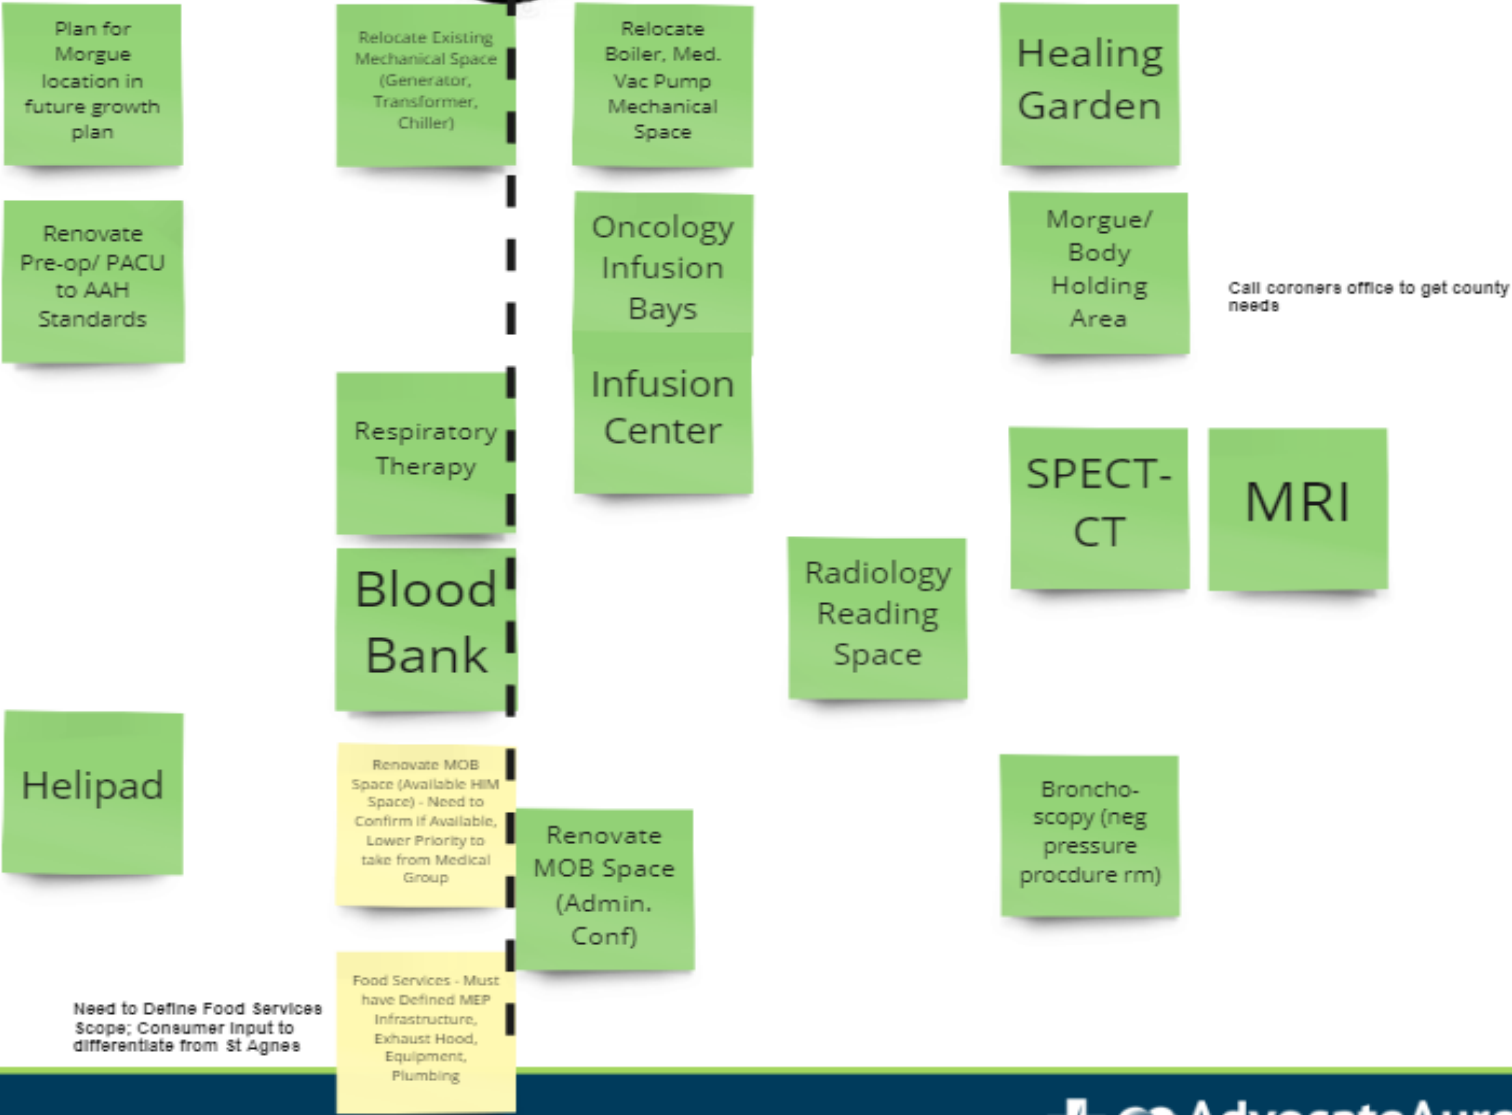 Plan for
Morgue
location in
future growth
plan
Relocate Existing
Mechanical Space
(Generator,
Transformer,
Chiller)
Relocate
Boiler, Med.
Vac Pump
Mechanical
Space
Healing
Garden
Renovate
Pre-op/ PACU
to AAH
Standards
Oncology
Infusion
Bays
Morgue/
Body
Holding
Area
Call coroners office to get county
needs
Infusion
Center
Respiratory
Therapy
SPECT-
CT
MRI
Blood
Bank
Radiology
Reading
Space
Helipad
Renovate MOB
Space (Available HIM
Space) - Need to
Confirm if Available,
Lower Priority to
take from Medical
Group
Renovate
MOB Space
(Admin.
Conf)
Broncho-
scopy (neg
pressure
procdure rm)
Need to Define Food Services
Scope; Consumer Input to
differentiate from St Agnes
Food Services - Must
have Defined MEP
Infrastructure,
Exhaust Hood,
Equipment,
Plumbing